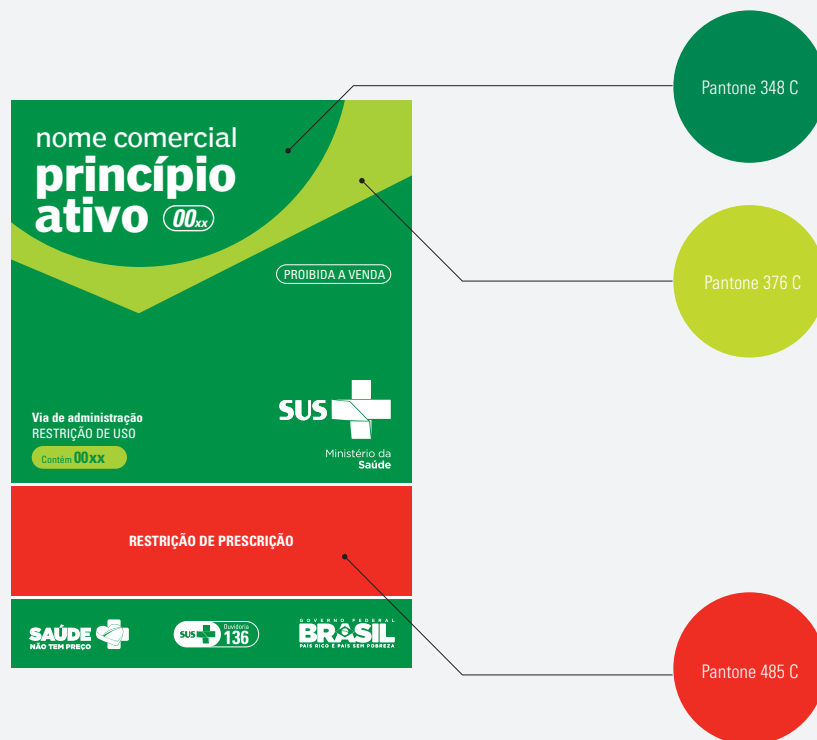 Pantone 348 C
nome comercial
princípio
ativo 00xx
PROIBIDA A VENDA
Pantone 376 C
SUS
Via de administração
RESTRIÇÃO DE USO
Contém 00xx
Ministério da
Saúde
RESTRIÇÃO DE PRESCRIÇÃO
SAÚDE
NÃO TEM PREÇO
SUS
Ouvidoria
136
GOVERNO FEDERAL
BRASIL
PAÍS RICO É PAÍS SEM POBREZA
Pantone 485 C